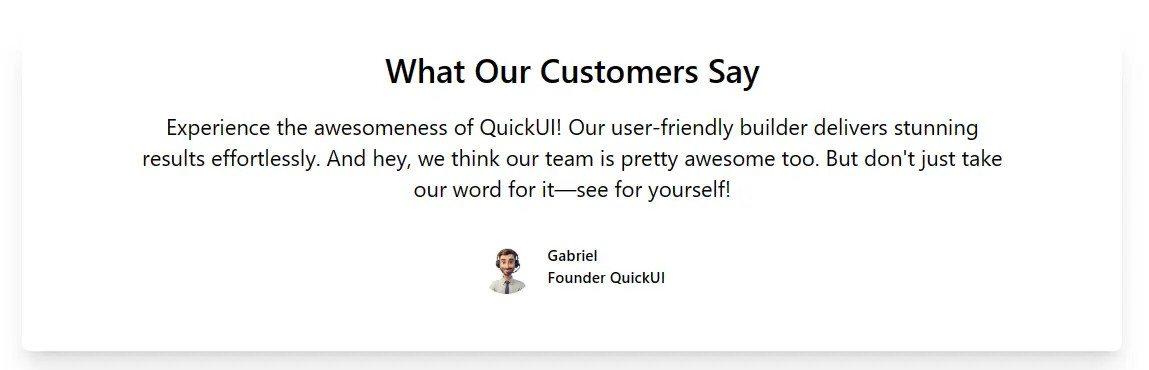 What Our Customers Say
Experience the awesomeness of QuickUI! Our user-friendly builder delivers stunning
results effortlessly. And hey, we think our team is pretty awesome too. But don't just take
our word for it—see for yourself!
Gabriel
Founder QuickUI